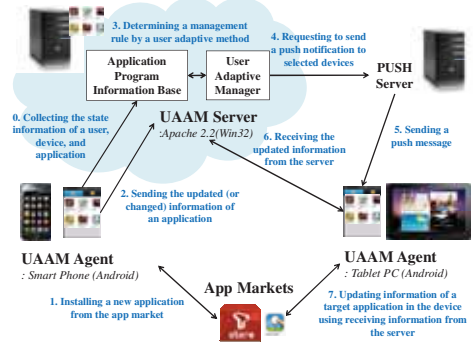 3. Determining a management
rule by a user adaptive method
4. Requesting to send
a push notification to
selected devices
Application
Program
Information Base
User
Adaptive
Manager
PUSH
Server
UAAM Server
:Apache 2.2(Win32)
0. Collecting the state
information of a user,
device, and
application
6. Receiving the
updated information
from the server
5. Sending a
push message
2. Sending the updated (or
changed) information of
an application
UAAM Agent
: Smart Phone (Android)
UAAM Agent
: Tablet PC (Android)
App Markets
1. Installing a new application
from the app market
7. Updating information of a
target application in the device
using receiving information from
the server
store